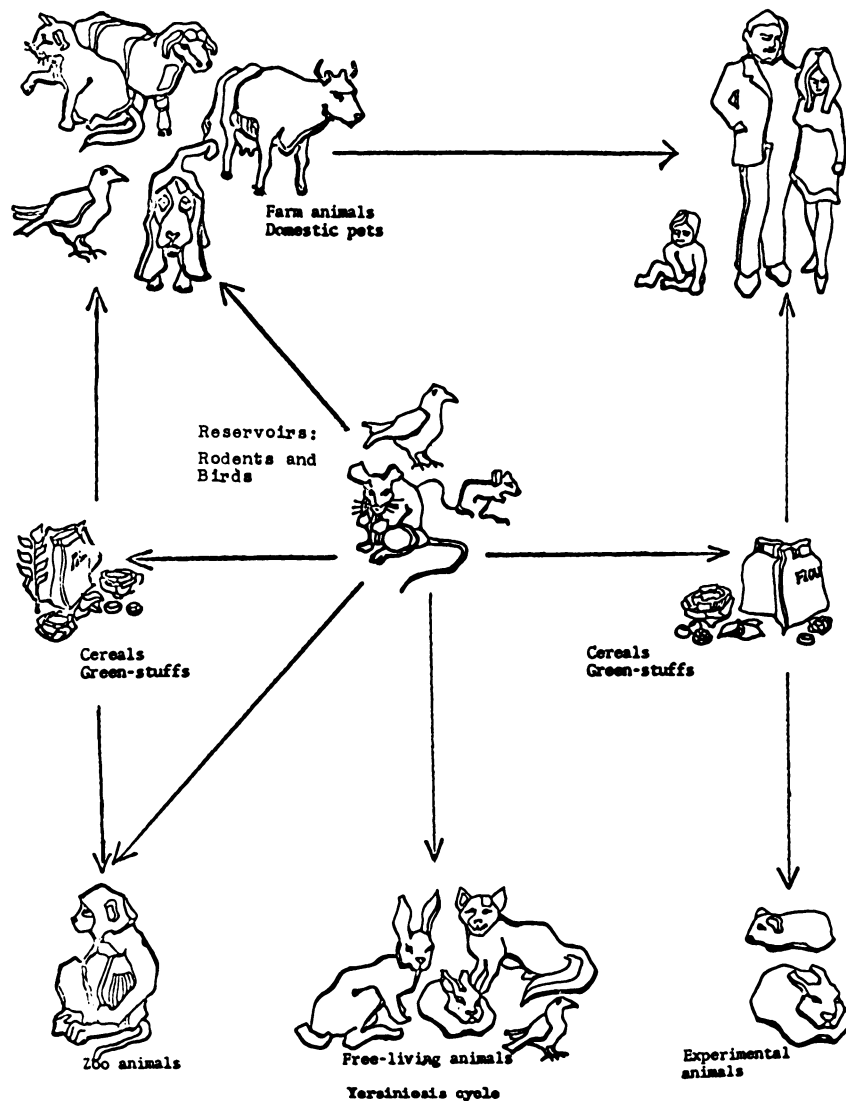 Farm animals
Domestic pets
Reservoirs:
Rodents and
Birds
Cereals
Green-stuffs
FLOU
Cereals
Green-stuffs
Zoo animals
Free-living animals
Experimental
animals
Yersiniosis cycle